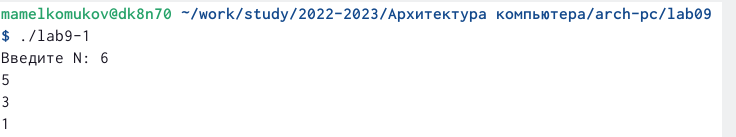 mamelkomukov@dk8n70 ~/work/study/2022-2023/Архитектура компьютера/arch-pc/lab09
$ ./lab9-1
Введите N: 6
5
3
1